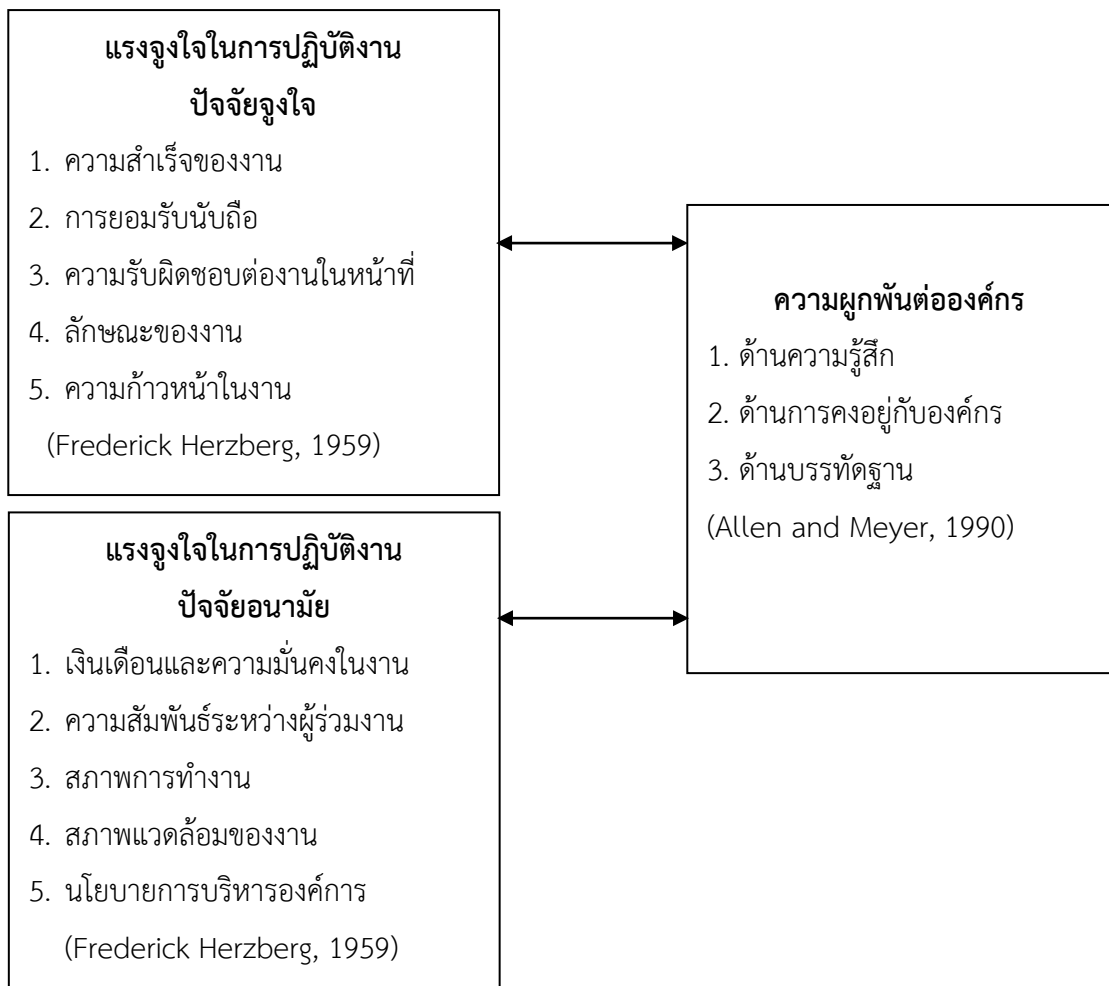 แรงจูงใจในการปฏิบัติงาน
ปัจจัยจูงใจ
1. ความสำเร็จของงาน
2. การยอมรับนับถือ
3. ความรับผิดชอบต่องานในหน้าที่
4. ลักษณะของงาน
5. ความก้าวหน้าในงาน
(Frederick Herzberg, 1959)
แรงจูงใจในการปฏิบัติงาน
ปัจจัยอนามัย
1. เงินเดือนและความมั่นคงในงาน
2. ความสัมพันธ์ระหว่างผู้ร่วมงาน
3. สภาพการทำงาน
4. สภาพแวดล้อมของงาน
5. นโยบายการบริหารองค์การ
(Frederick Herzberg, 1959)
ความผูกพันต่อองค์กร
1. ด้านความรู้สึก
2. ด้านการคงอยู่กับองค์กร
3. ด้านบรรทัดฐาน
(Allen and Meyer, 1990)